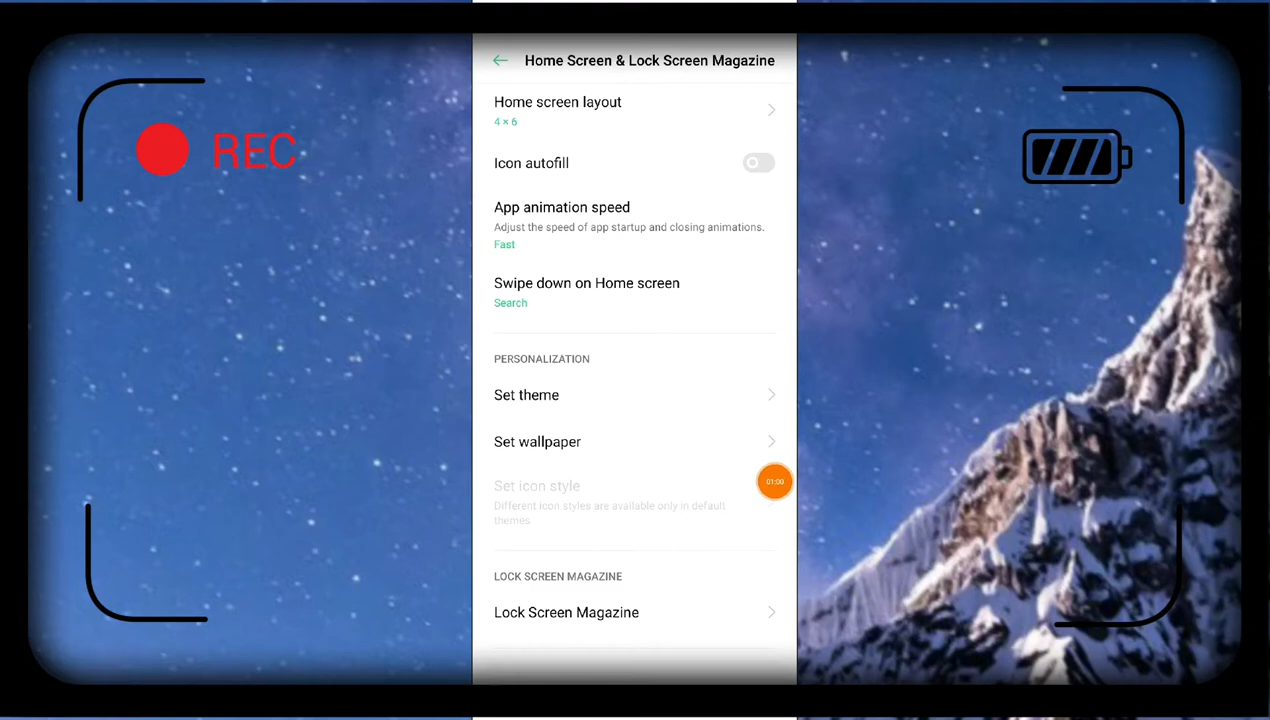 Home Screen & Lock Screen Magazine
Home screen layout
4 × 6
REC
Icon autofill
App animation speed
Adjust the speed of app startup and closing animations.
Fast
Swipe down on Home screen
Search
PERSONALIZATION
Set theme
Set wallpaper
01:00
Set icon style
Different icon styles are available only in default
themes
LOCK SCREEN MAGAZINE
Lock Screen Magazine